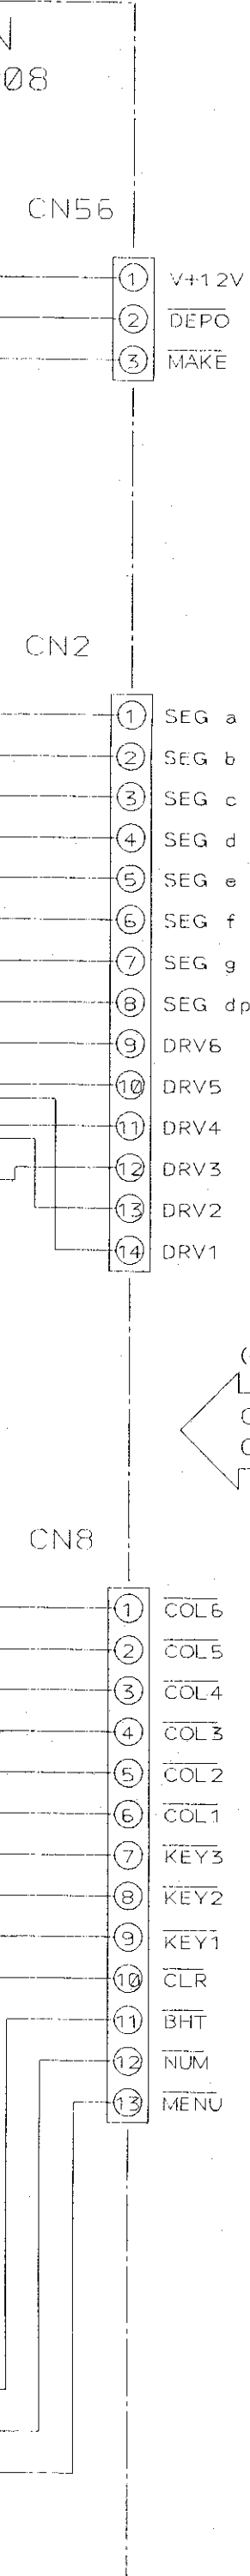 N
08
CN56
1 V+12V
2 DEPO
3 MAKE
CN2
1 SEG a
2 SEG b
3 SEG c
4 SEG d
5 SEG e
6 SEG f
7 SEG g
8 SEG dp
9 DRV6
10 DRV5
11 DRV4
12 DRV3
13 DRV2
14 DRV1
(
C
C
CN8
1 COL6
2 COL5
3 COL4
4 COL3
5 COL2
6 COL1
7 KEY3
8 KEY2
9 KEY1
10 CLR
11 BHT
12 NUM
13 MENU